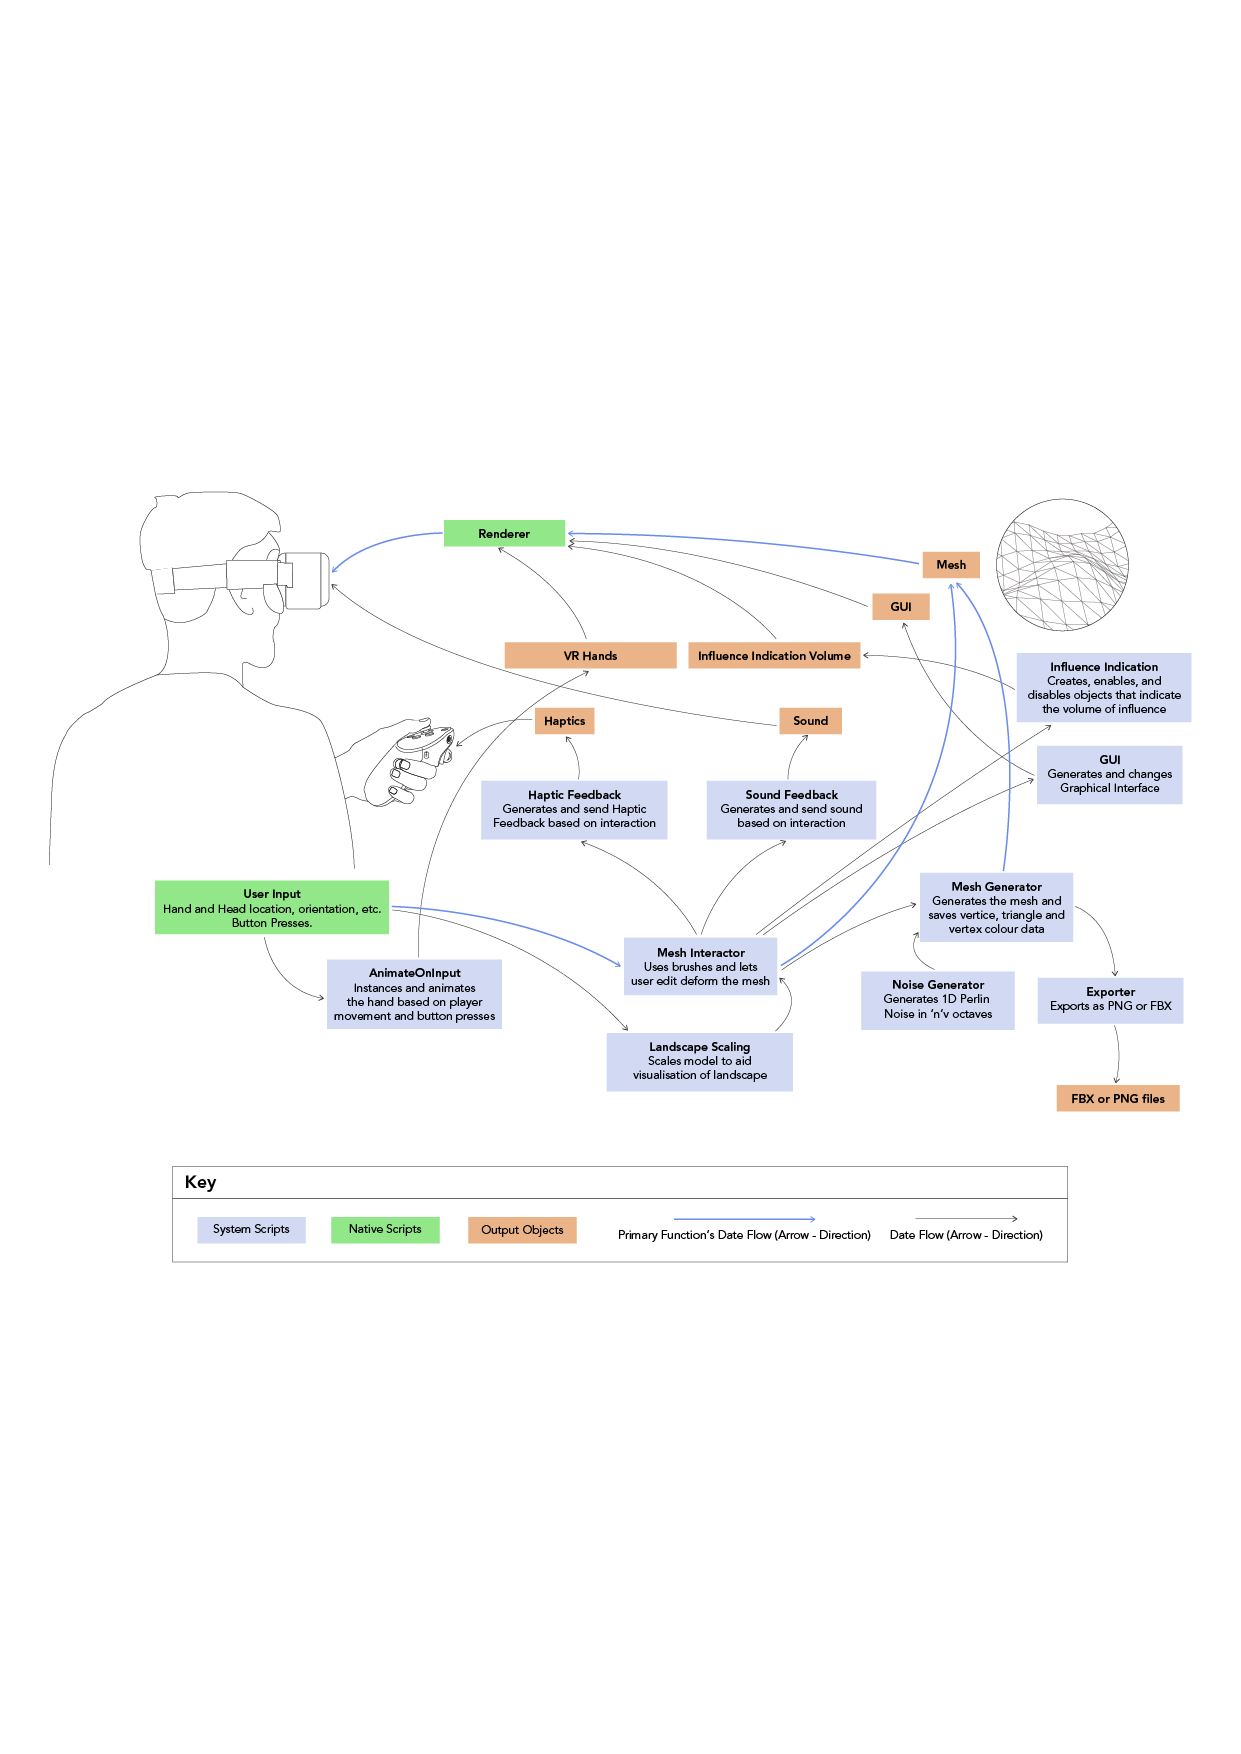 Renderer
Mesh
GUI
VR Hands
Influence Indication Volume
Influence Indication
Creates, enables, and
disables objects that indicate
the volume of influence
Haptics
Sound
GUI
Generates and changes
Graphical Interface
Haptic Feedback
Generates and send Haptic
Feedback based on interaction
Sound Feedback
Generates and send sound
based on interaction
User Input
Hand and Head location, orientation, etc.
Button Presses.
Mesh Generator
Generates the mesh and
saves vertice, triangle and
vertex colour data
Mesh Interactor
Uses brushes and lets
user edit deform the mesh
AnimateOnInput
Instances and animates
the hand based on player
movement and button presses
Noise Generator
Generates 1D Perlin
Noise in ‘n’v octaves
Exporter
Exports as PNG or FBX
Landscape Scaling
Scales model to aid
visualisation of landscape
FBX or PNG files
Key
System Scripts
Native Scripts
Output Objects
Primary Function’s Date Flow (Arrow - Direction)
Date Flow (Arrow - Direction)